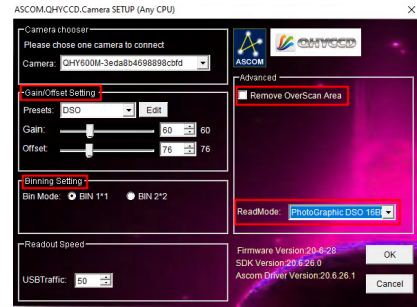 ASCOM.QHYCCD.Camera SETUP (Any CPU)
Camera chooser
Please chose one camera to connect
Camera: QHY600M-3eda8b4698898cbfd
ASCOM
QHYCCD
Gain/Offset Setting
Presets: DSO Edit
Gain: 60 60
Offset: 76 76
Binning Setting
Bin Mode: BIN 1*1 BIN 2*2
Readout Speed
USBTraffic: 50
Advanced
Remove OverScan Area
ReadMode: PhotoGraphic DSO 16B
Firmware Version:20-6-28
SDK Version:20.6.26.0
Ascom Driver Version:20.6.26.1
OK
Cancel